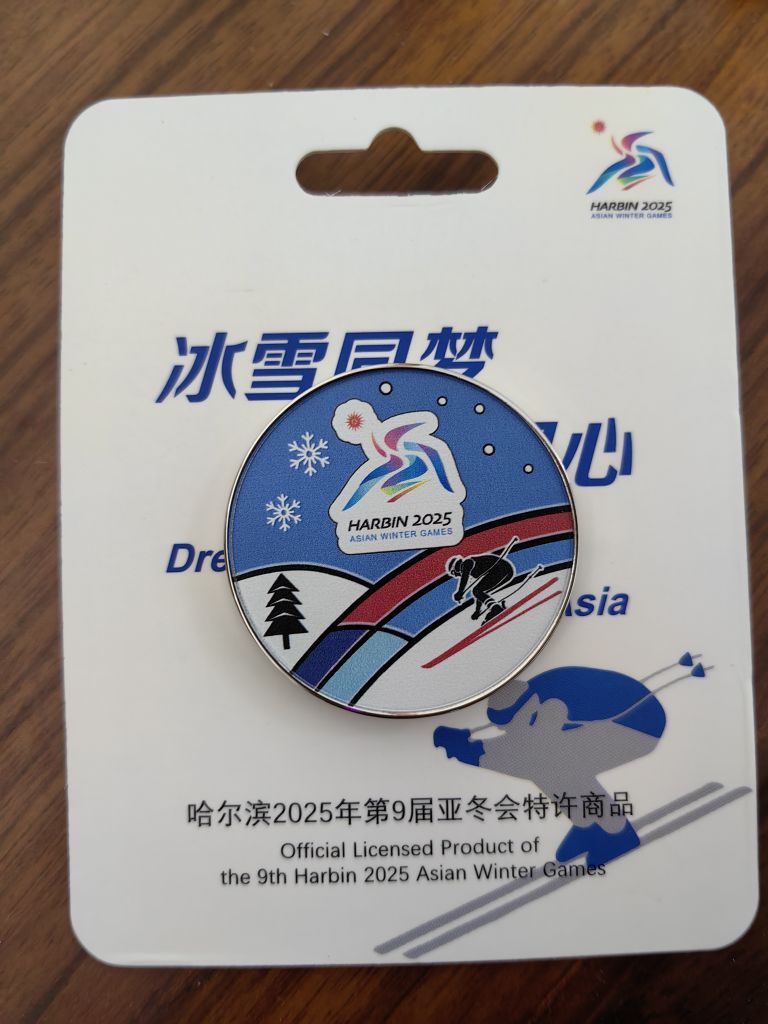 HARBIN 2025
ASIAN WINTER GAMES
冰雪同梦
心
HARBIN 2025
ASIAN WINTER GAMES
Asia
哈尔滨2025年第9届亚冬会特许商品
Official Licensed Product of
the 9th Harbin 2025 Asian Winter Games